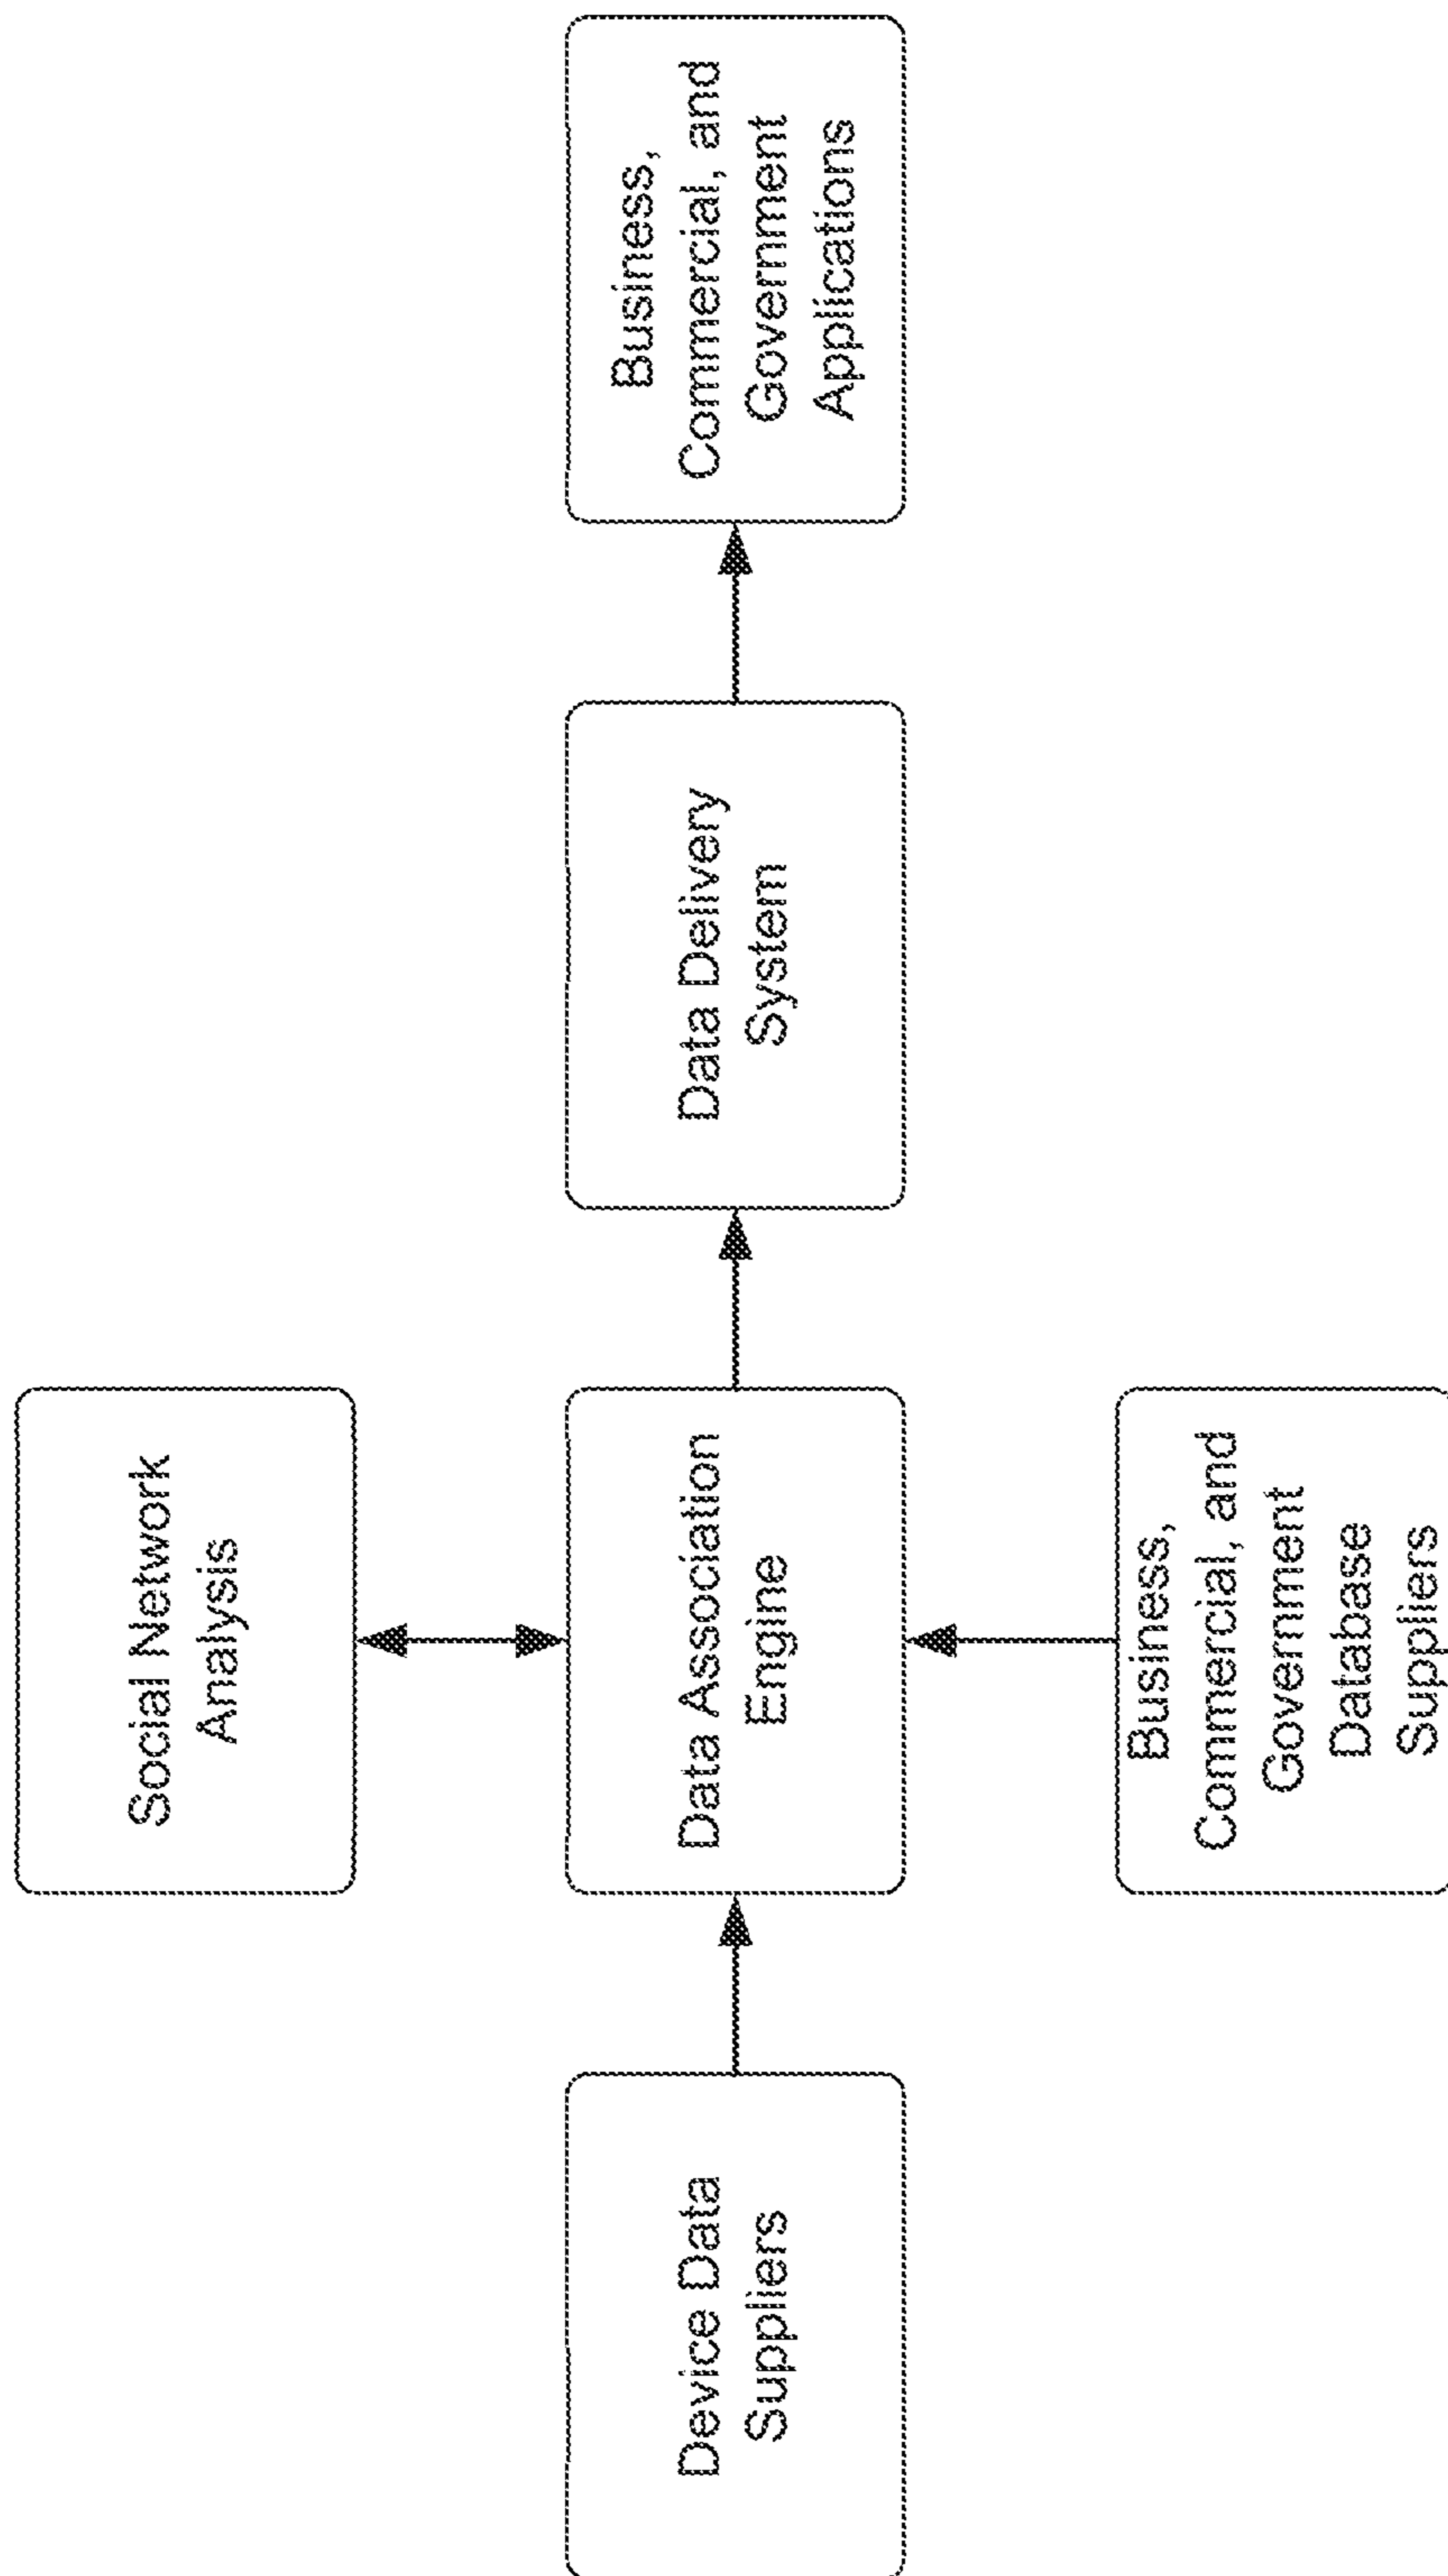 Social Network
Analysis
Device Data
Suppliers
Data Association
Engine
Data Delivery
System
Business,
Commercial, and
Government
Applications
Business,
Commercial, and
Government
Database
Suppliers